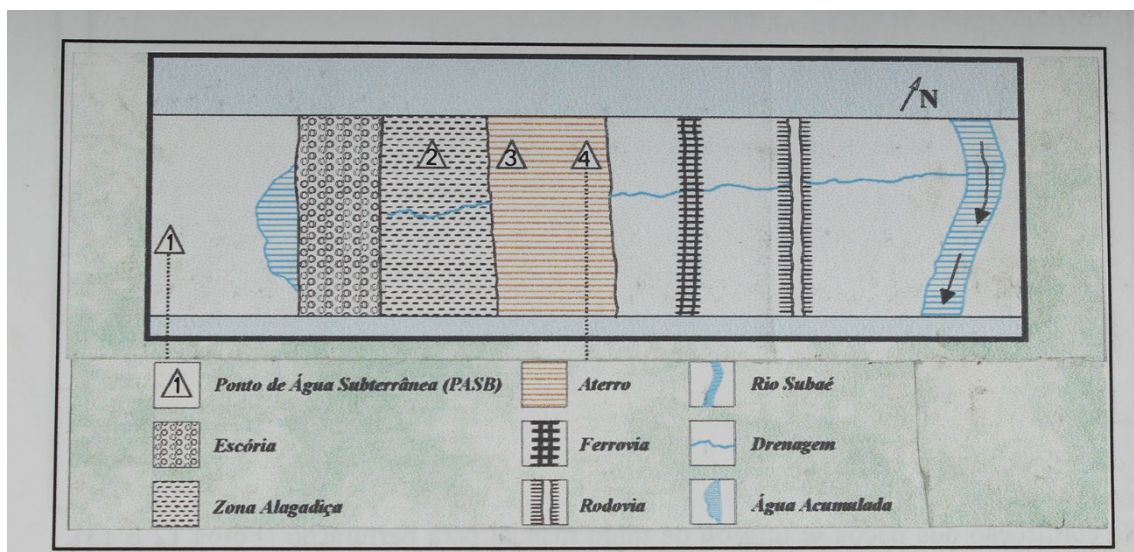 N
2 3 4
1
1 Ponto de Água Subterrânea (PASB)
Aterro
Rio Subaé
Escória
Ferrovia
Drenagem
Zona Alagadiça
Rodovia
Água Acumulada